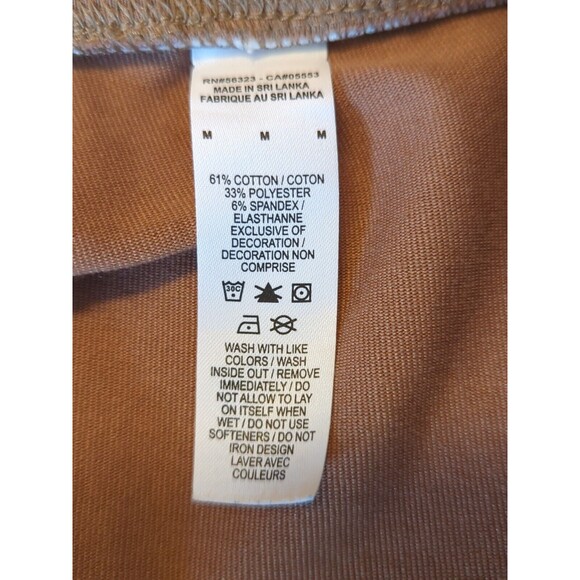 RN#56323 - CA#05553
MADE IN SRI LANKA
FABRIQUE AU SRI LANKA
M M M
61% COTTON / COTON
33% POLYESTER
6% SPANDEX /
ELASTHANNE
EXCLUSIVE OF
DECORATION /
DECORATION NON
COMPRISE
30C
WASH WITH LIKE
COLORS / WASH
INSIDE OUT / REMOVE
IMMEDIATELY / DO
NOT ALLOW TO LAY
ON ITSELF WHEN
WET / DO NOT USE
SOFTENERS / DO NOT
IRON DESIGN
LAVER AVEC
COULEURS